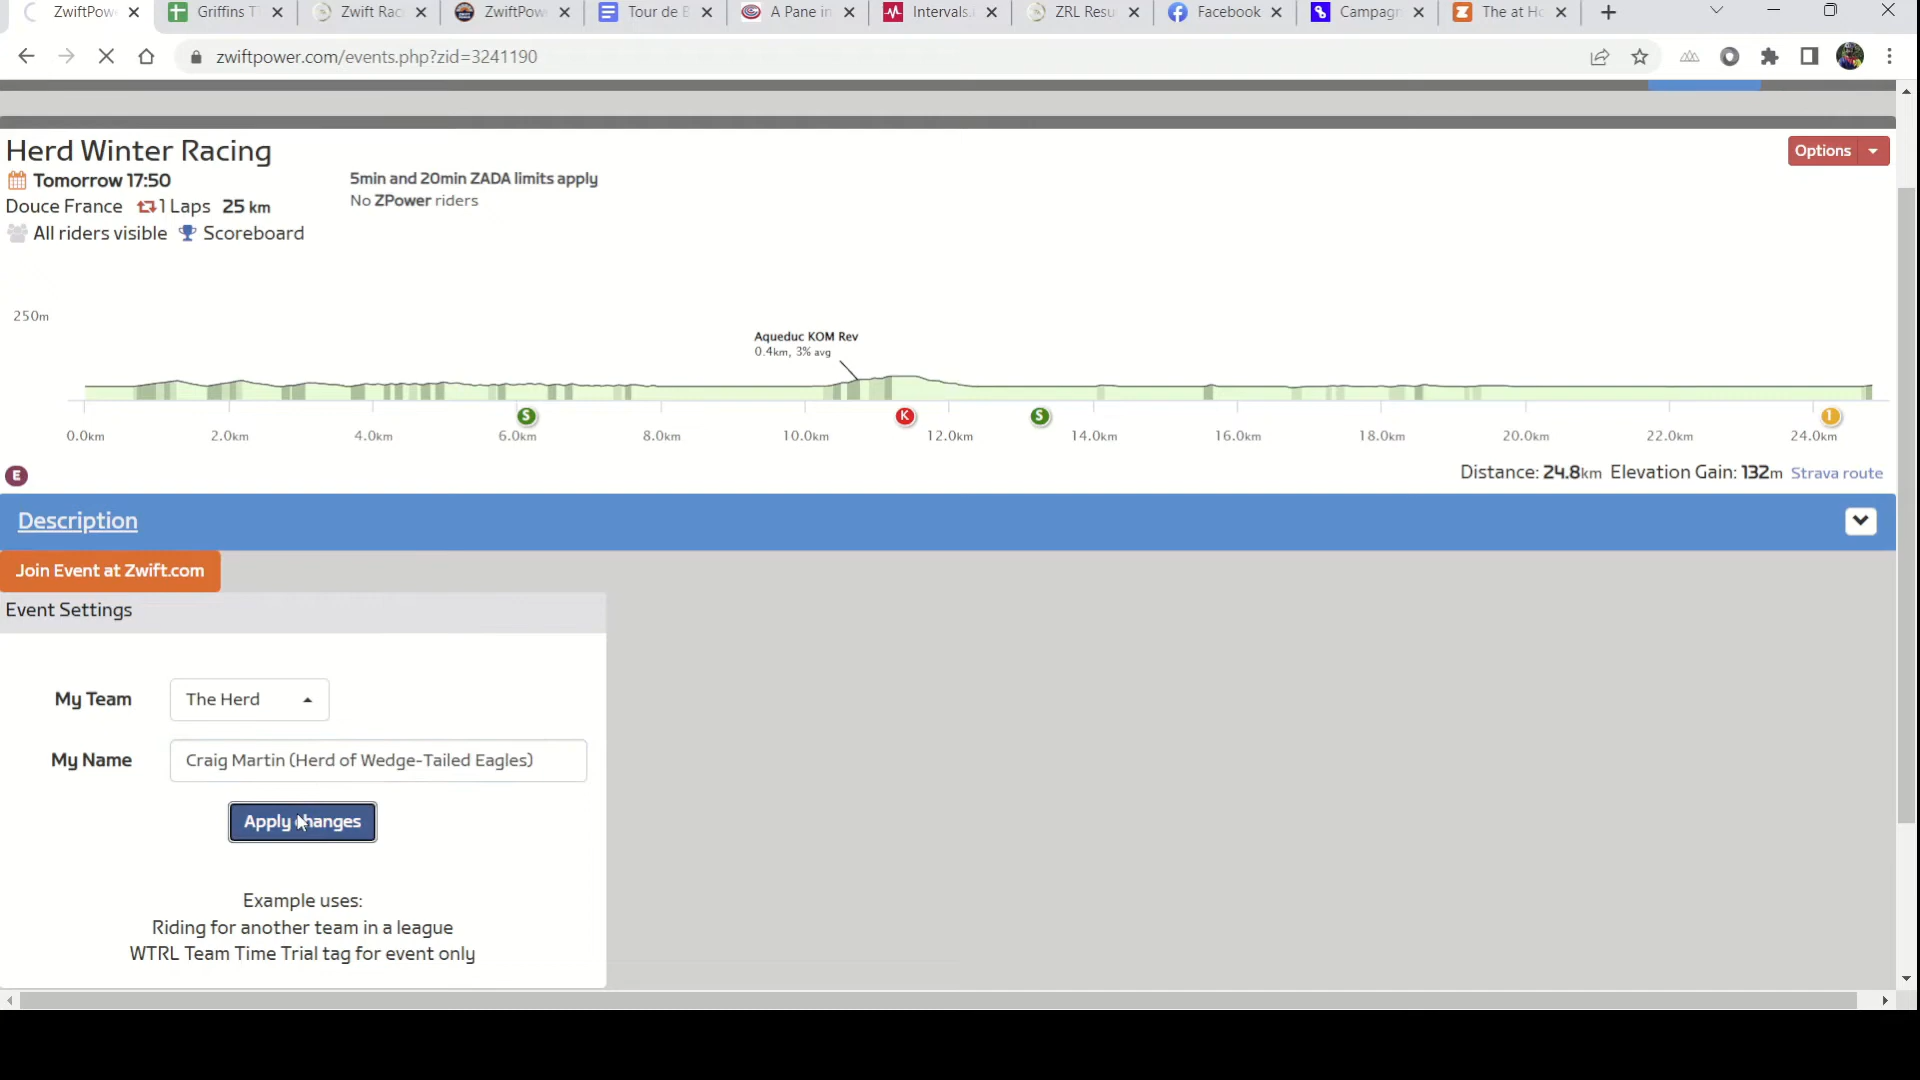 ZwiftPow
Griffins T
Zwift Rac
ZwiftPow
Tour de B
A Pane in
Intervals.
ZRL Resu
Facebook
Campag
The at Ho
zwiftpower.com/events.php?zid=3241190
Herd Winter Racing
Options
Tomorrow 17:50
5min and 20min ZADA limits apply
Douce France 1 Laps 25 km
No ZPower riders
All riders visible Scoreboard
250m
Aqueduc KOM Rev
0.4km, 3% avg
S K S 1
0.0km 2.0km 4.0km 6.0km 8.0km 10.0km 12.0km 14.0km 16.0km 18.0km 20.0km 22.0km 24.0km
E
Distance: 24.8km Elevation Gain: 132m Strava route
Description
Join Event at Zwift.com
Event Settings
My Team The Herd
My Name Craig Martin (Herd of Wedge-Tailed Eagles)
Apply changes
Example uses:
Riding for another team in a league
WTRL Team Time Trial tag for event only